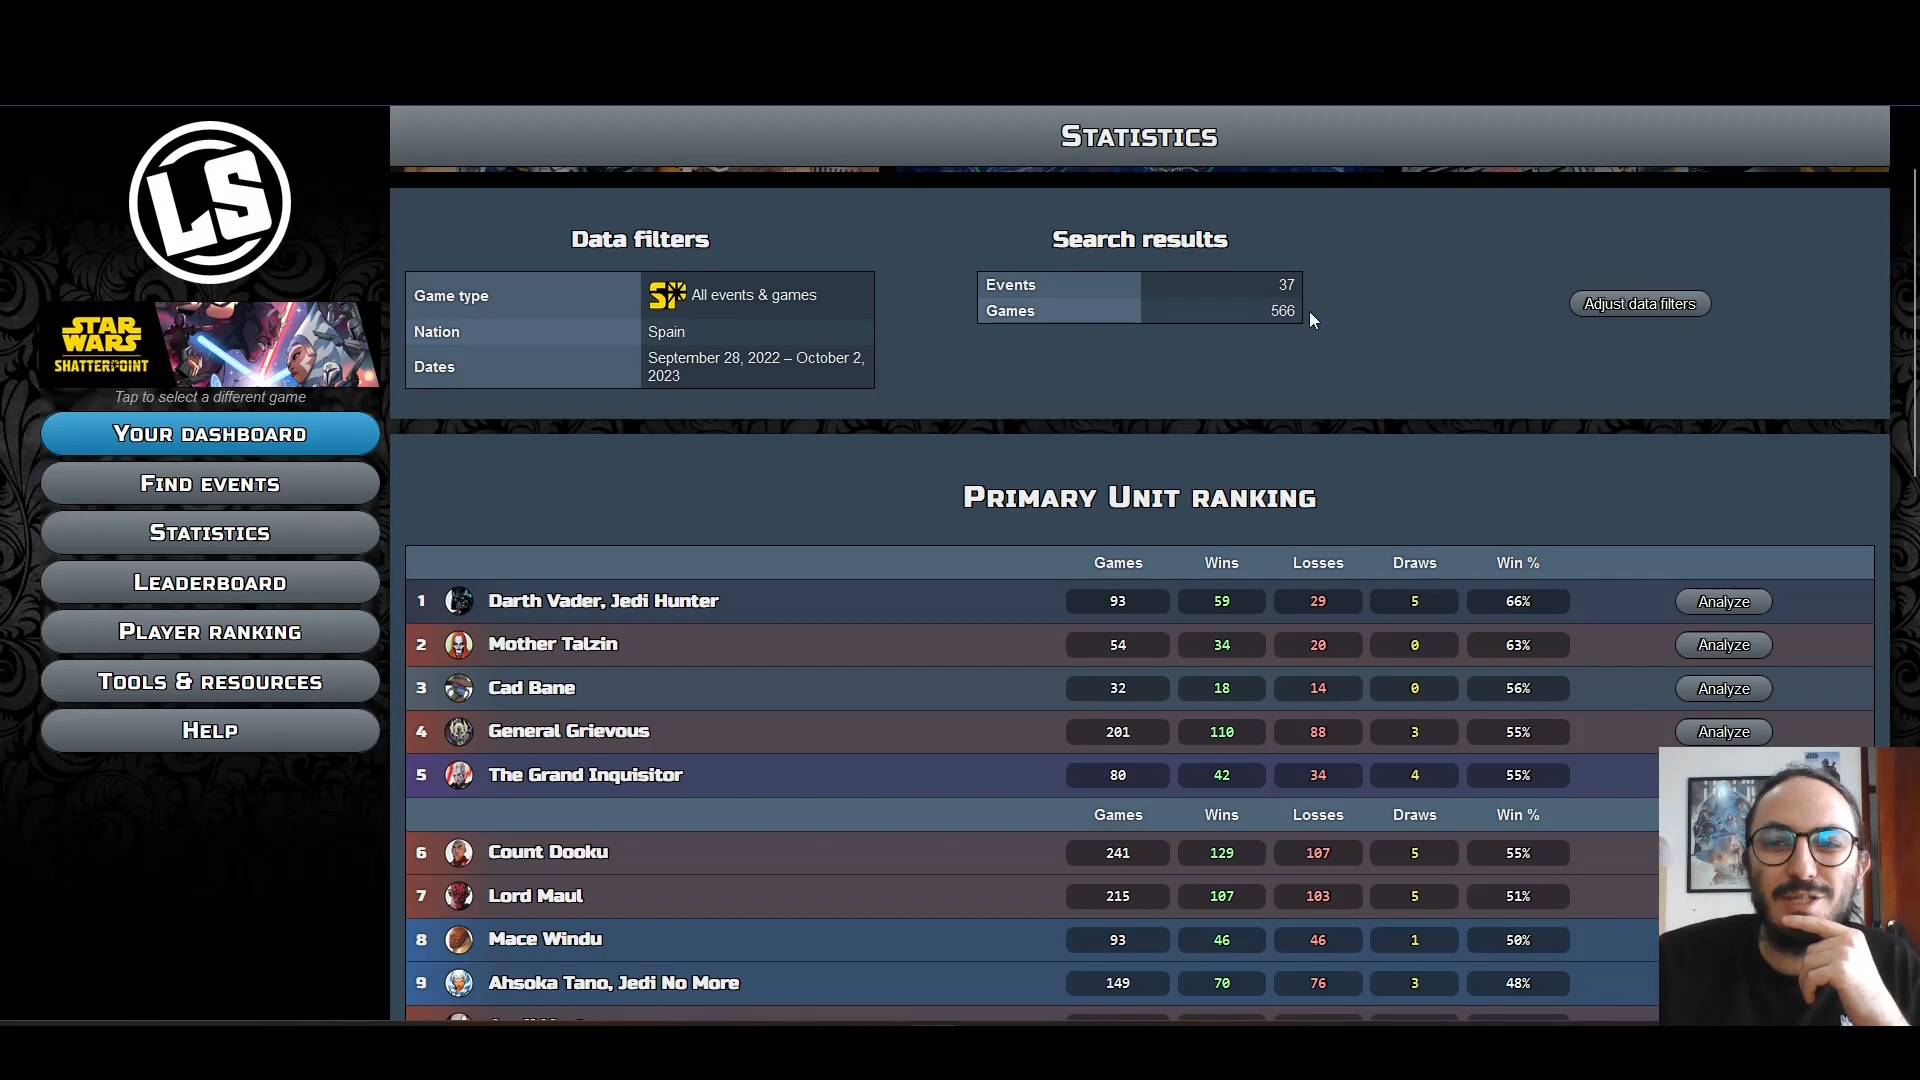 Statistics
LS
Data filters
Search results
Game type
SP All events & games
Nation
Spain
Dates
September 28, 2022 – October 2,
2023
Events 37
Games 566
Adjust data filters
STAR
WARS
SHATTERPOINT
Tap to select a different game
Your dashboard
Find events
Statistics
Leaderboard
Player ranking
Tools & resources
Help
Primary Unit ranking
Games Wins Losses Draws Win %
1 Darth Vader, Jedi Hunter 93 59 29 5 66% Analyze
2 Mother Talzin 54 34 20 0 63% Analyze
3 Cad Bane 32 18 14 0 56% Analyze
4 General Grievous 201 110 88 3 55% Analyze
5 The Grand Inquisitor 80 42 34 4 55%
Games Wins Losses Draws Win %
6 Count Dooku 241 129 107 5 55%
7 Lord Maul 215 107 103 5 51%
8 Mace Windu 93 46 46 1 50%
9 Ahsoka Tano, Jedi No More 149 70 76 3 48%